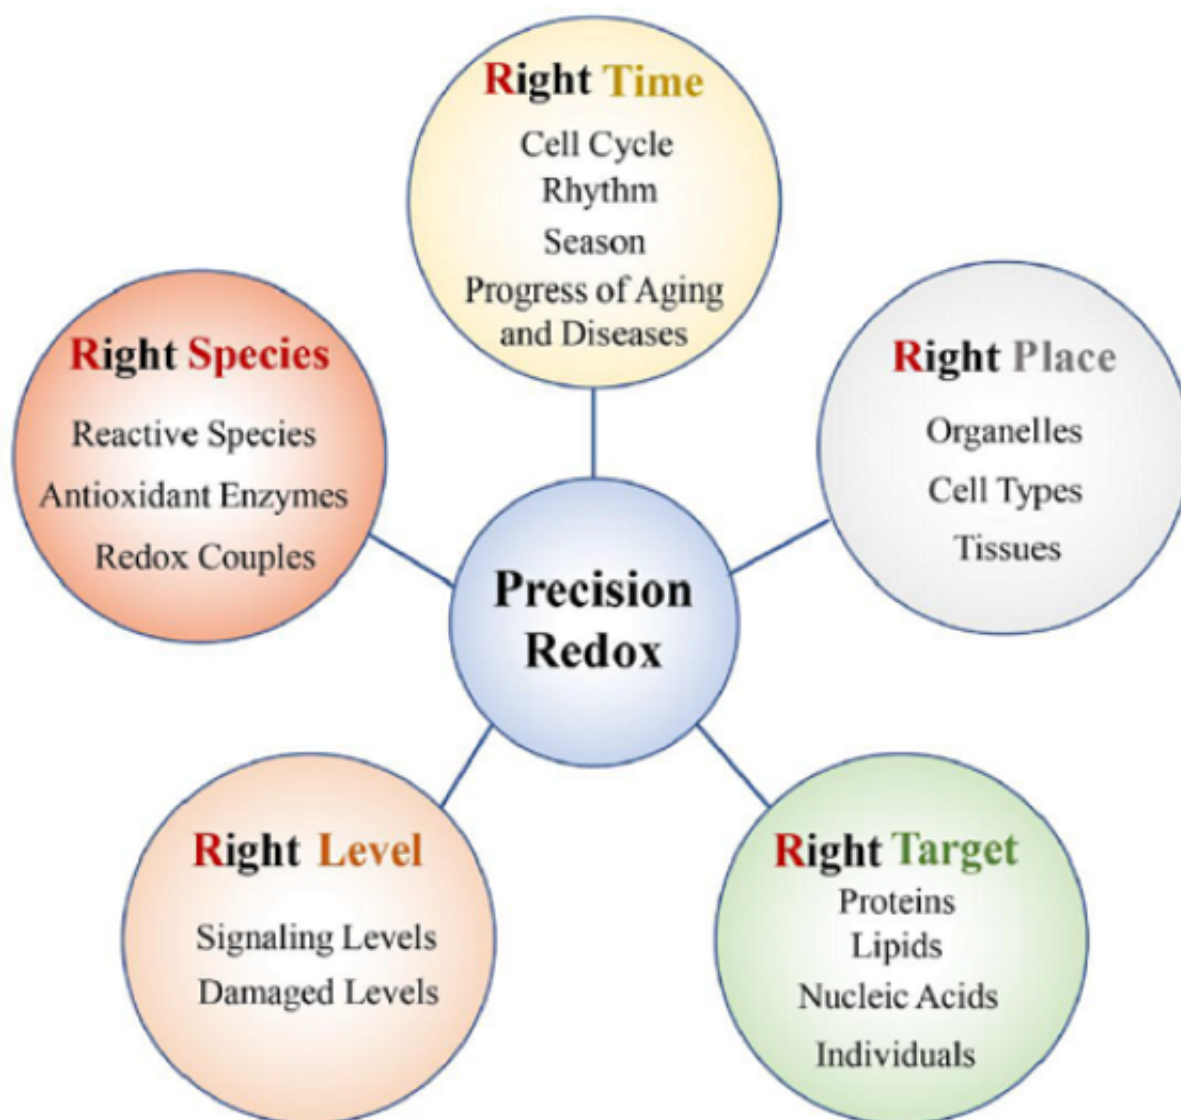 Right Time
Cell Cycle
Rhythm
Season
Progress of Aging
and Diseases
Right Species
Reactive Species
Antioxidant Enzymes
Redox Couples
Right Place
Organelles
Cell Types
Tissues
Precision
Redox
Right Level
Signaling Levels
Damaged Levels
Right Target
Proteins
Lipids
Nucleic Acids
Individuals